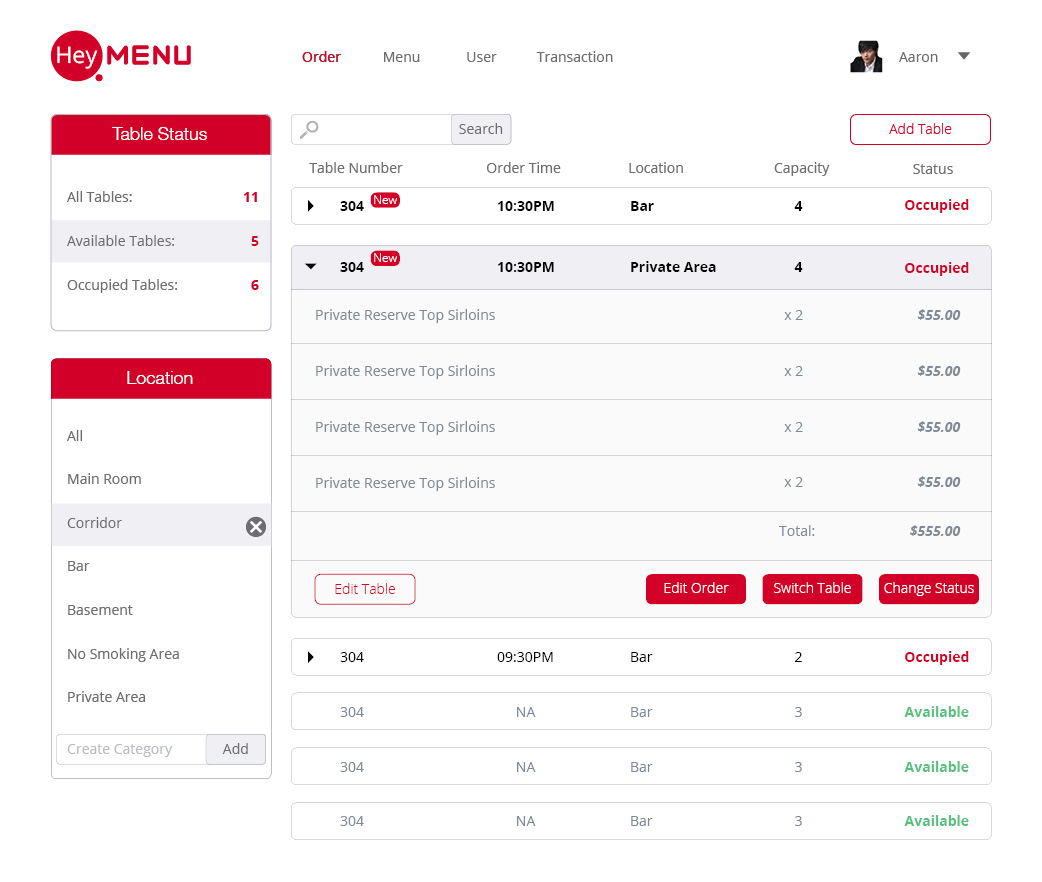 Hey MENU
Order Menu User Transaction Aaron
Table Status
All Tables: 11
Available Tables: 5
Occupied Tables: 6
Location
All
Main Room
Corridor
Bar
Basement
No Smoking Area
Private Area
Create Category Add
Search Add Table
Table Number Order Time Location Capacity Status
304 New 10:30PM Bar 4 Occupied
304 New 10:30PM Private Area 4 Occupied
Private Reserve Top Sirloins x 2 $55.00
Private Reserve Top Sirloins x 2 $55.00
Private Reserve Top Sirloins x 2 $55.00
Private Reserve Top Sirloins x 2 $55.00
Total: $555.00
Edit Table Edit Order Switch Table Change Status
304 09:30PM Bar 2 Occupied
304 NA Bar 3 Available
304 NA Bar 3 Available
304 NA Bar 3 Available